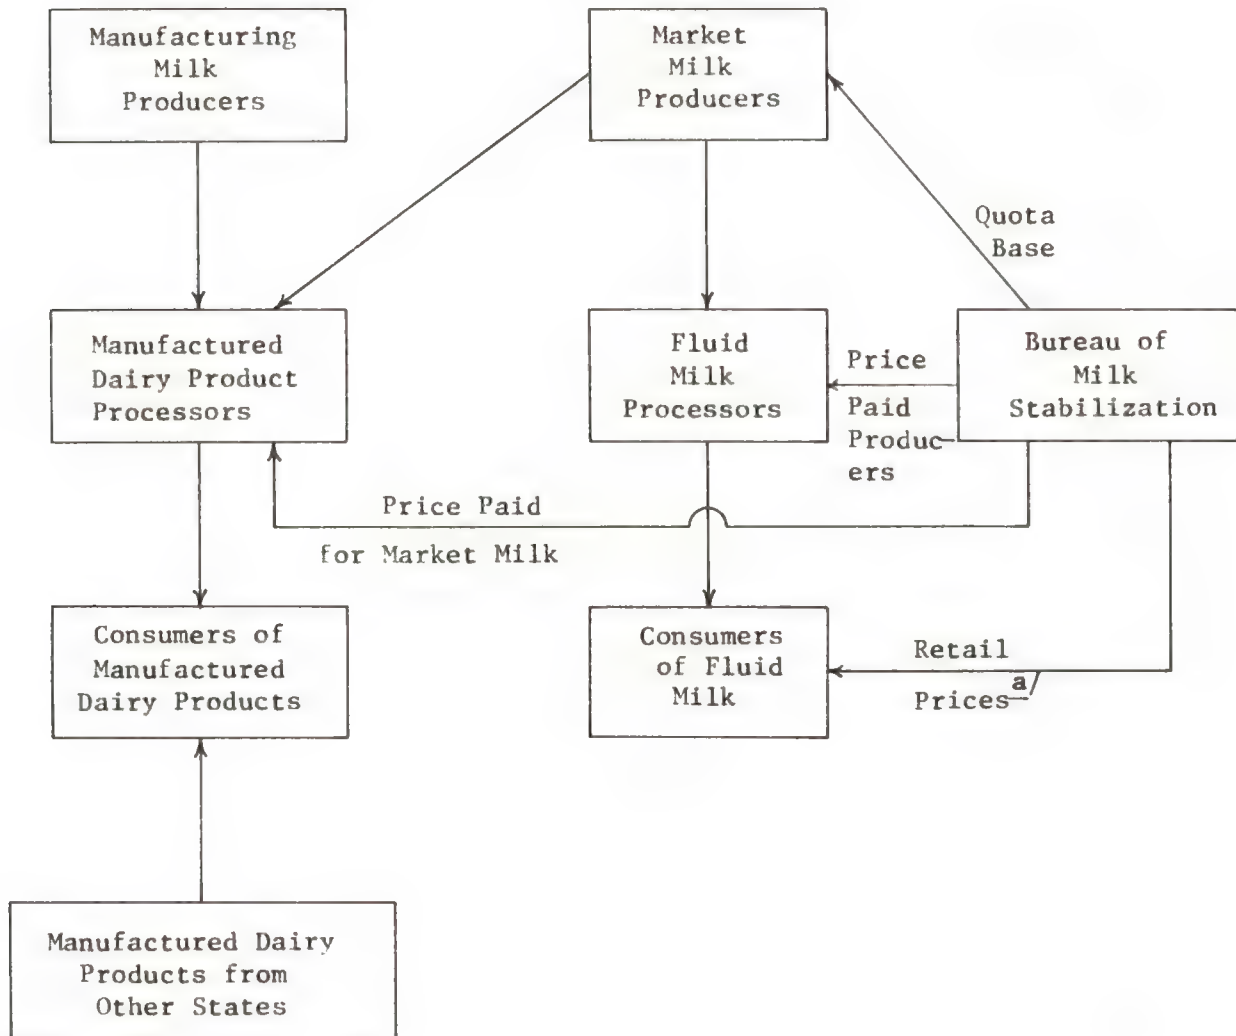 Manufacturing
Milk
Producers
Market
Milk
Producers
Quota
Base
Manufactured
Dairy Product
Processors
Fluid
Milk
Processors
Price
Paid
Produc-
ers
Bureau of
Milk
Stabilization
Price Paid
for Market Milk
Consumers of
Manufactured
Dairy Products
Consumers
of Fluid
Milk
Retail
Prices a/
Manufactured Dairy
Products from
Other States